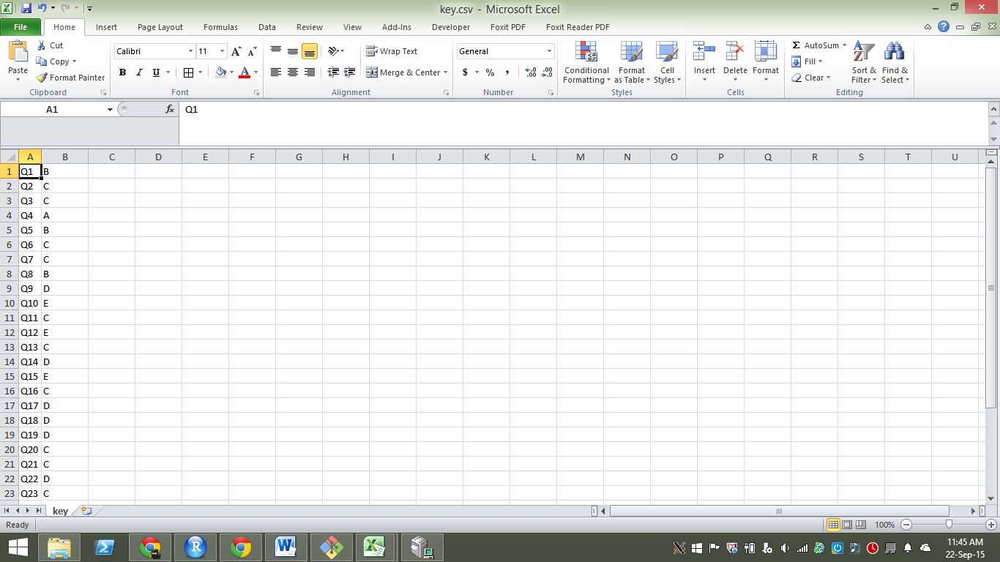 key.csv - Microsoft Excel
File Home Insert Page Layout Formulas Data Review View Add-Ins Developer Foxit PDF Foxit Reader PDF
Paste Cut Copy Format Painter Clipboard
Calibri 11 B I U A A A Font
Wrap Text Merge & Center Alignment
General $ % , .0 .00 .00 .0 Number
Conditional Formatting Format as Table Cell Styles Styles
Insert Delete Format Cells
Σ AutoSum Fill Clear Sort & Filter Find & Select Editing
A1 fx Q1
A B C D E F G H I J K L M N O P Q R S T U
1 Q1 B
2 Q2 C
3 Q3 C
4 Q4 A
5 Q5 B
6 Q6 C
7 Q7 C
8 Q8 B
9 Q9 D
10 Q10 E
11 Q11 C
12 Q12 E
13 Q13 C
14 Q14 D
15 Q15 E
16 Q16 C
17 Q17 D
18 Q18 D
19 Q19 D
20 Q20 C
21 Q21 C
22 Q22 D
23 Q23 C
key
Ready 100%
11:45 AM
22-Sep-15